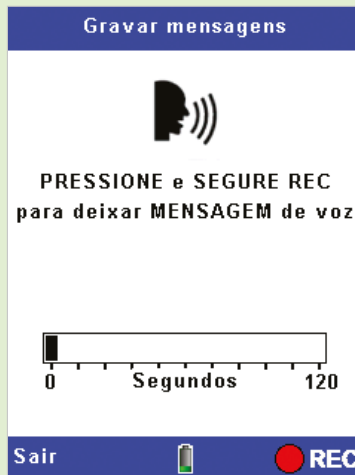 Gravar mensagens
PRESSIONE e SEGURE REC
para deixar MENSAGEM de voz
0 Segundos 120
Sair REC